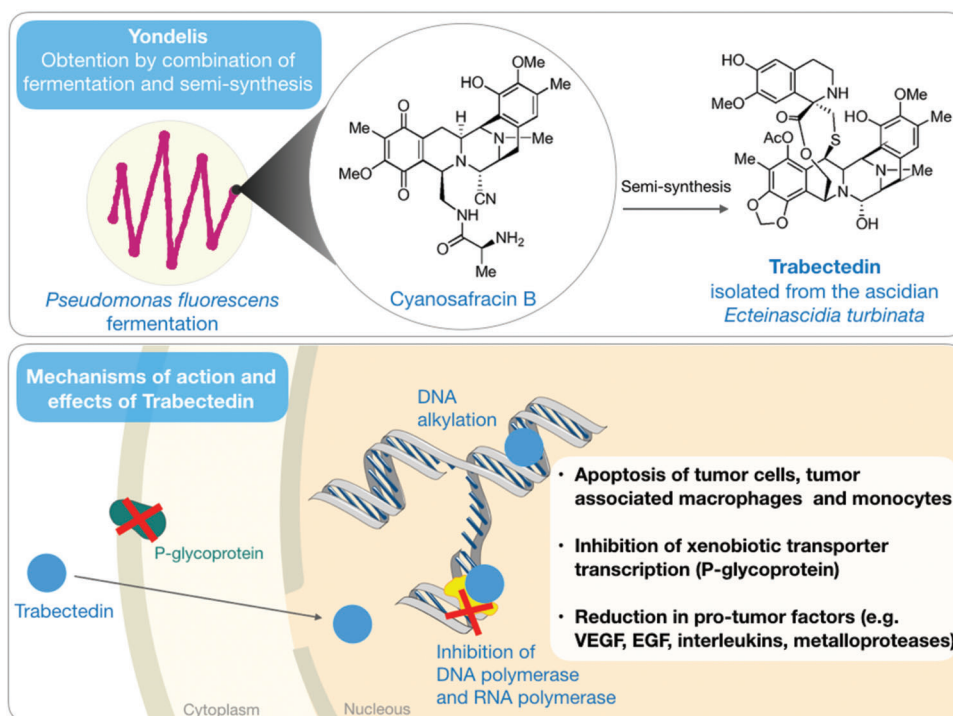 Yondelis
Obtention by combination of
fermentation and semi-synthesis
Pseudomonas fluorescens
fermentation
OMe
HO
Me
H
O
Me
N
Me
N
MeO
O
CN
NH
O
NH₂
Me
Cyanosafracin B
Semi-synthesis
HO
NH
MeO
OMe
O
HO
Me
AcO
O
S
Me
N
Me
N
O
O
OH
Trabectedin
isolated from the ascidian
Ecteinascidia turbinata
Mechanisms of action and
effects of Trabectedin
DNA
alkylation
P-glycoprotein
Trabectedin
Inhibition of
DNA polymerase
and RNA polymerase
Cytoplasm
Nucleous
• Apoptosis of tumor cells, tumor
associated macrophages and monocytes
• Inhibition of xenobiotic transporter
transcription (P-glycoprotein)
• Reduction in pro-tumor factors (e.g.
VEGF, EGF, interleukins, metalloproteases)